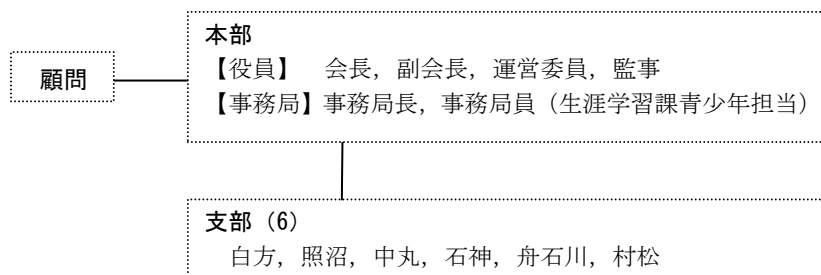 顧問
本部
【役員】　会長，副会長，運営委員，監事
【事務局】事務局長，事務局員（生涯学習課青少年担当）
支部（6）
白方，照沼，中丸，石神，舟石川，村松